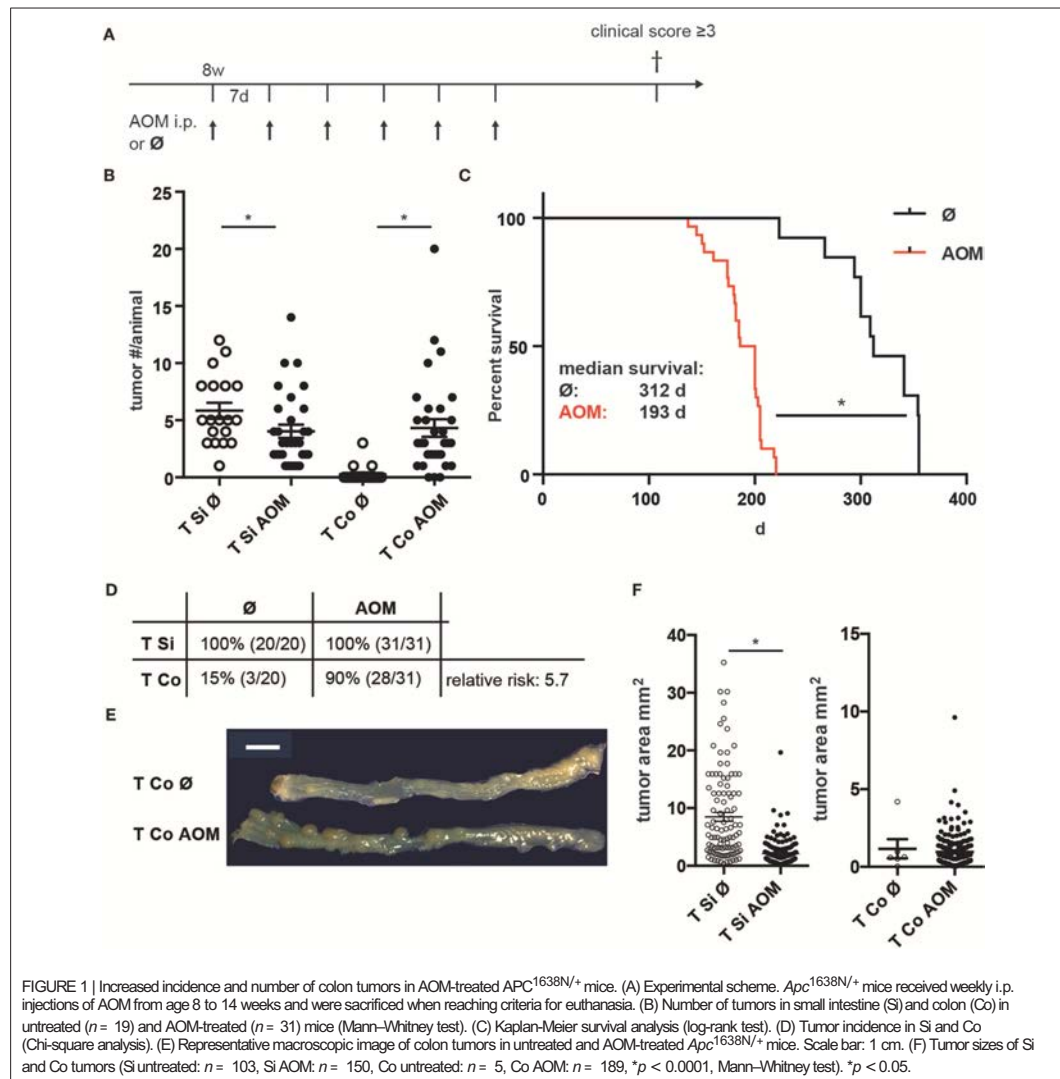 A
clinical score ≥3
†
8w
7d
AOM i.p.
or Ø
B
25
20
15
10
5
0
tumor #/animal
*
*
T Si Ø
T Si AOM
T Co Ø
T Co AOM
C
100
50
0
Percent survival
Ø
AOM
median survival:
Ø: 312 d
AOM: 193 d
*
0 100 200 300 400
d
D
Ø AOM
T Si 100% (20/20) 100% (31/31)
T Co 15% (3/20) 90% (28/31) relative risk: 5.7
E
T Co Ø
T Co AOM
F
40
30
20
10
0
tumor area mm²
*
T Si Ø
T Si AOM
15
10
5
0
tumor area mm²
T Co Ø
T Co AOM
FIGURE 1 | Increased incidence and number of colon tumors in AOM-treated APC1638N/+ mice. (A) Experimental scheme. Apc1638N/+ mice received weekly i.p.
injections of AOM from age 8 to 14 weeks and were sacrificed when reaching criteria for euthanasia. (B) Number of tumors in small intestine (Si) and colon (Co) in
untreated (n = 19) and AOM-treated (n = 31) mice (Mann–Whitney test). (C) Kaplan-Meier survival analysis (log-rank test). (D) Tumor incidence in Si and Co
(Chi-square analysis). (E) Representative macroscopic image of colon tumors in untreated and AOM-treated Apc1638N/+ mice. Scale bar: 1 cm. (F) Tumor sizes of Si
and Co tumors (Si untreated: n = 103, Si AOM: n = 150, Co untreated: n = 5, Co AOM: n = 189, *p < 0.0001, Mann–Whitney test). *p < 0.05.